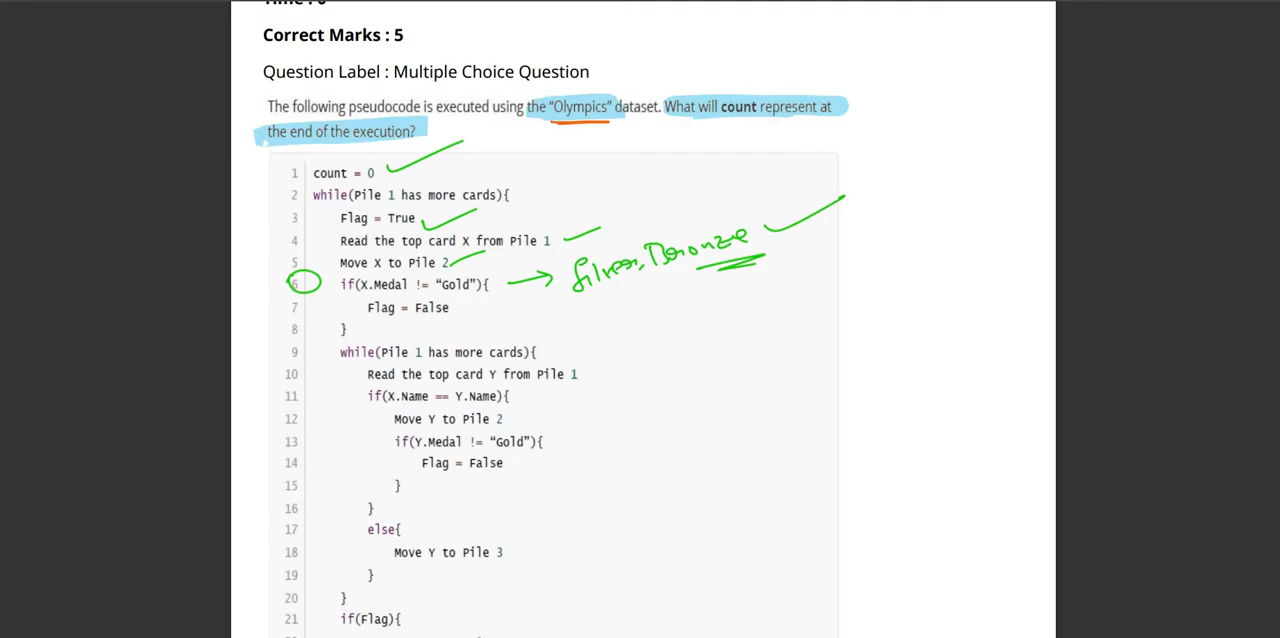 Time : 0
Correct Marks : 5
Question Label : Multiple Choice Question
The following pseudocode is executed using the “Olympics” dataset. What will count represent at
the end of the execution?
1 count = 0
2 while(Pile 1 has more cards){
3 Flag = True
4 Read the top card X from Pile 1
5 Move X to Pile 2
6 if(X.Medal != “Gold”){ → Silver, Bronze
7 Flag = False
8 }
9 while(Pile 1 has more cards){
10 Read the top card Y from Pile 1
11 if(X.Name == Y.Name){
12 Move Y to Pile 2
13 if(Y.Medal != “Gold”){
14 Flag = False
15 }
16 }
17 else{
18 Move Y to Pile 3
19 }
20 }
21 if(Flag){